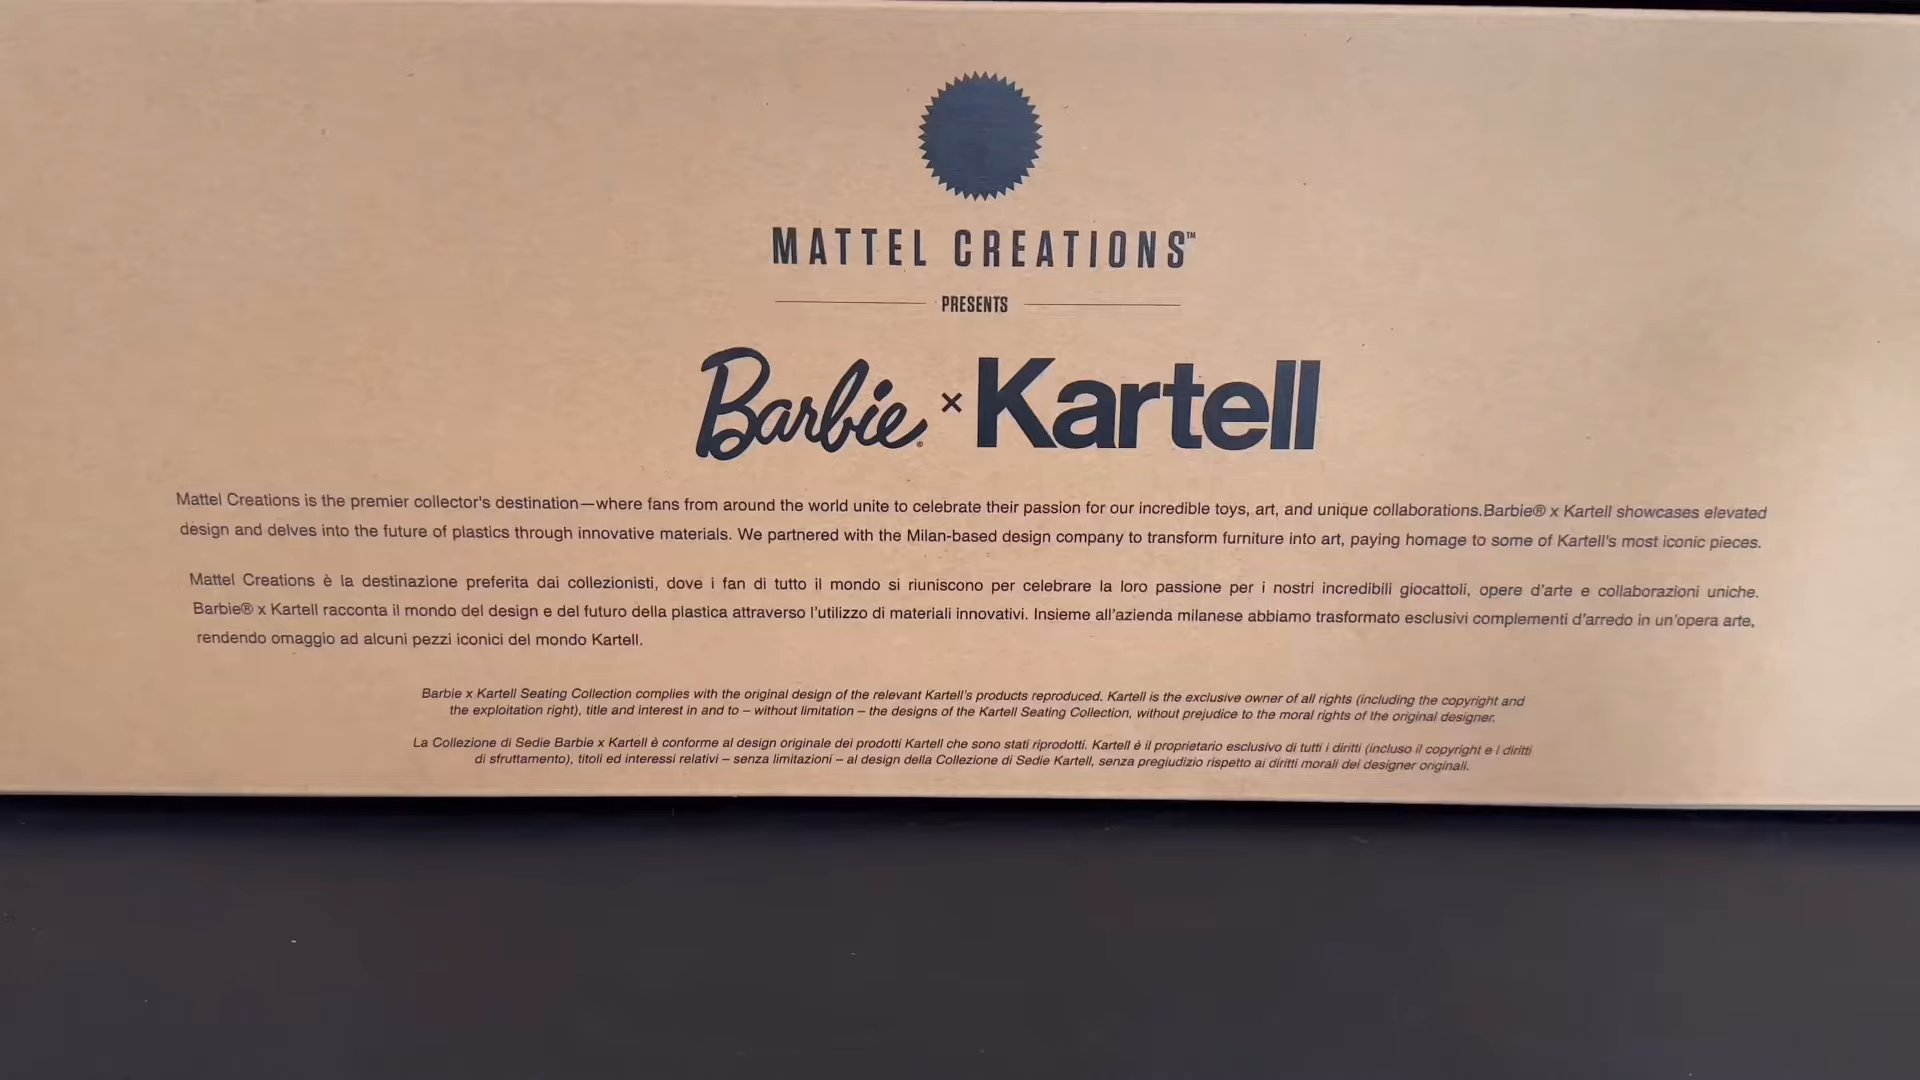 MATTEL CREATIONS™
PRESENTS
Barbie® × Kartell
Mattel Creations is the premier collector's destination—where fans from around the world unite to celebrate their passion for our incredible toys, art, and unique collaborations.Barbie® x Kartell showcases elevated
design and delves into the future of plastics through innovative materials. We partnered with the Milan-based design company to transform furniture into art, paying homage to some of Kartell's most iconic pieces.
Mattel Creations è la destinazione preferita dai collezionisti, dove i fan di tutto il mondo si riuniscono per celebrare la loro passione per i nostri incredibili giocattoli, opere d'arte e collaborazioni uniche.
Barbie® x Kartell racconta il mondo del design e del futuro della plastica attraverso l'utilizzo di materiali innovativi. Insieme all'azienda milanese abbiamo trasformato esclusivi complementi d'arredo in un'opera arte,
rendendo omaggio ad alcuni pezzi iconici del mondo Kartell.
Barbie x Kartell Seating Collection complies with the original design of the relevant Kartell's products reproduced. Kartell is the exclusive owner of all rights (including the copyright and
the exploitation right), title and interest in and to – without limitation – the designs of the Kartell Seating Collection, without prejudice to the moral rights of the original designer.
La Collezione di Sedie Barbie x Kartell è conforme al design originale dei prodotti Kartell che sono stati riprodotti. Kartell è il proprietario esclusivo di tutti i diritti (incluso il copyright e i diritti
di sfruttamento), titoli ed interessi relativi – senza limitazioni – al design della Collezione di Sedie Kartell, senza pregiudizio rispetto ai diritti morali dei designer originali.